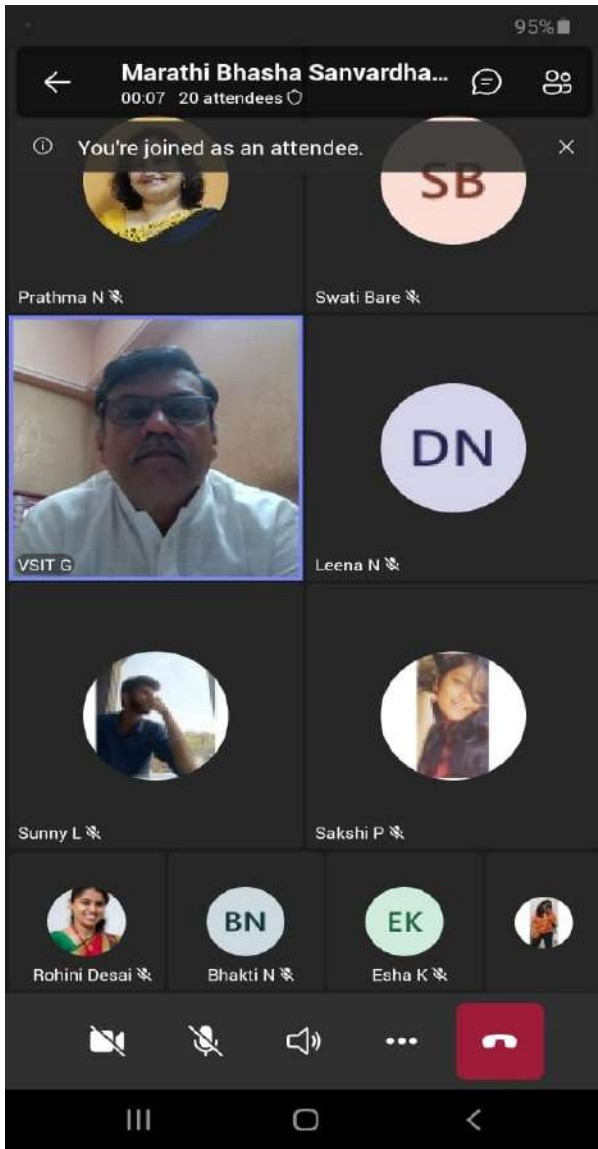 95%
Marathi Bhasha Sanvardha...
00:07 20 attendees
You're joined as an attendee.
SB
Prathma N
Swati Bare
DN
VSIT G
Leena N
Sunny L
Sakshi P
BN
EK
Rohini Desai
Bhakti N
Esha K